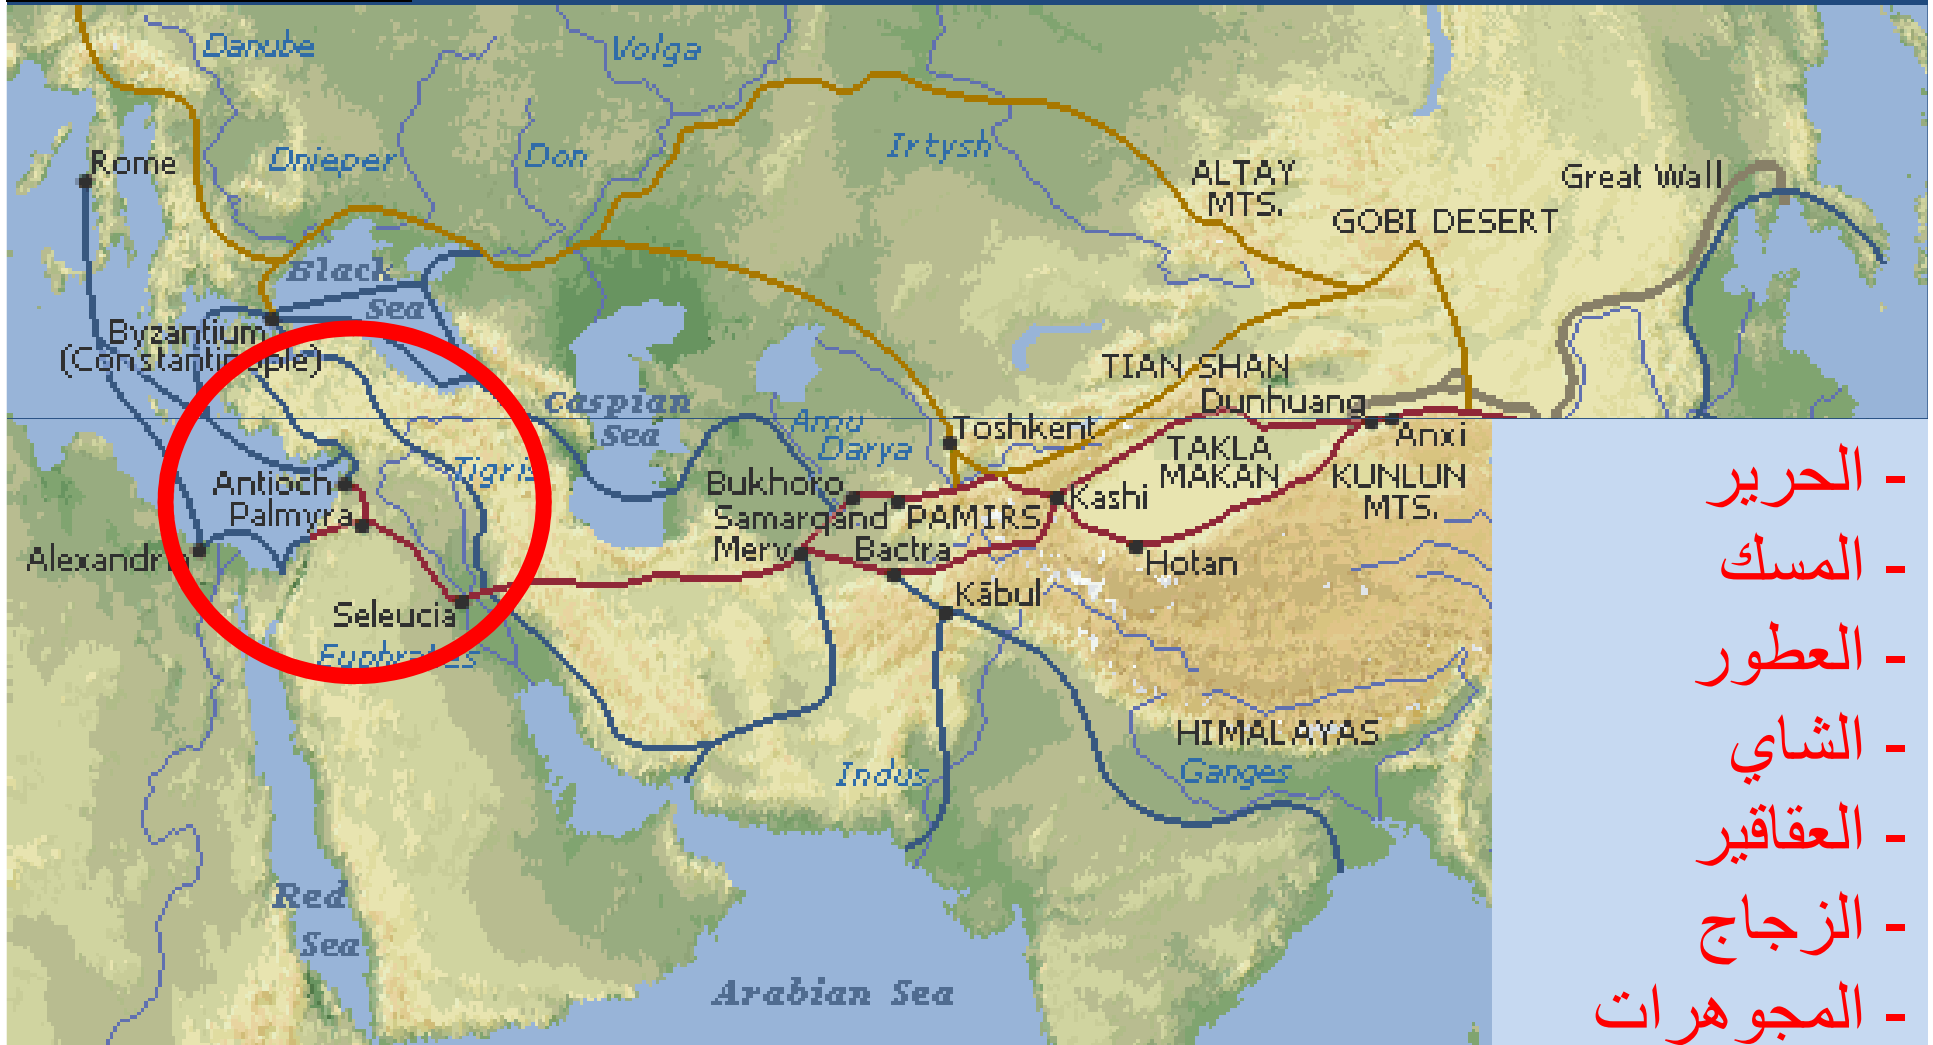 Danube
Volga
Rome
Dnieper
Don
Irtysh
ALTAY
MTS.
Great Wall
GOBI DESERT
Black
Sea
Byzantium
(Constantinople)
TIAN SHAN
Dunhuang
Caspian
Sea
Amu
Darya
Toshkent
Anxi
TAKLA
MAKAN
KUNLUN
MTS.
Tigris
Antioch
Palmyra
Bukhoro
Samarqand
PAMIRS
Kashi
Merv
Bactra
Hotan
Alexandria
Kābul
Seleucia
Euphrates
HIMALAYAS
Indus
Ganges
Red
Sea
Arabian Sea
- الحرير
- المسك
- العطور
- الشاي
- العقاقير
- الزجاج
- المجوهرات